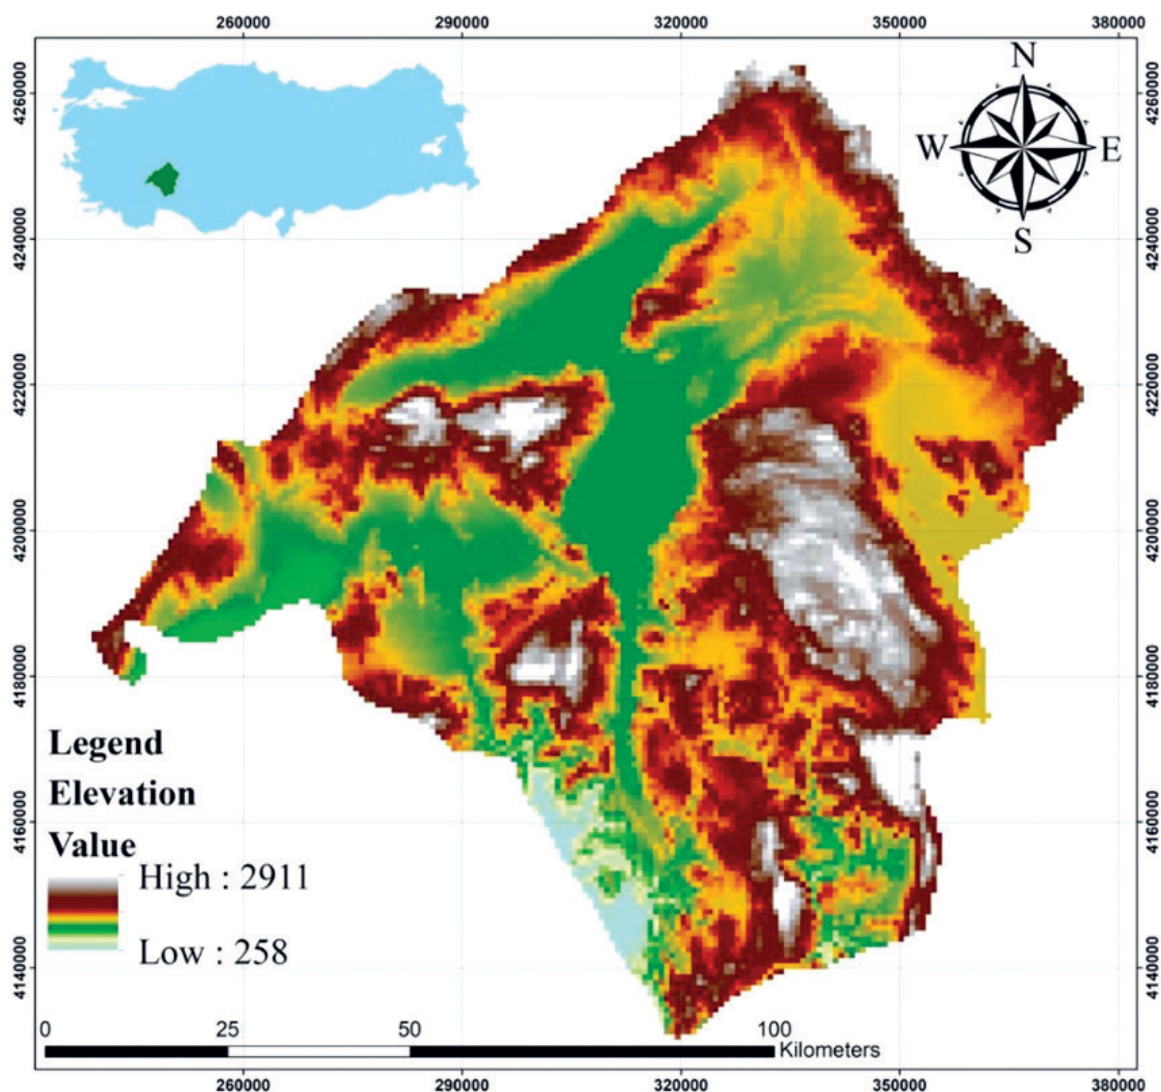 260000 290000 320000 350000 380000
N
W E
S
4260000 4260000
4240000 4240000
4220000 4220000
4200000 4200000
4180000 4180000
4160000 4160000
4140000 4140000
Legend
Elevation
Value
High : 2911
Low : 258
0 25 50 100
Kilometers
260000 290000 320000 350000 380000